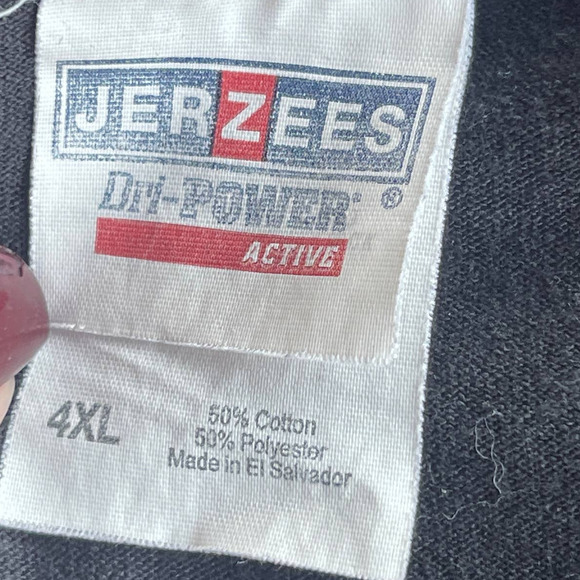 JERZEES
®
Dri-POWER
ACTIVE
4XL
50% Cotton
50% Polyester
Made in El Salvador